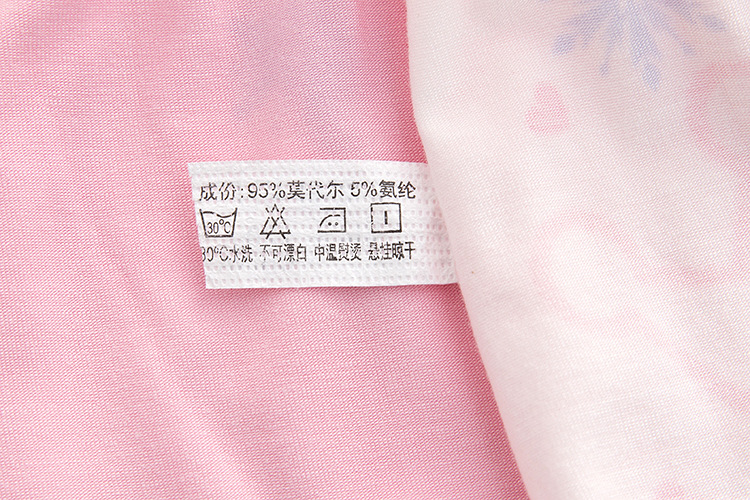 成份:95%莫代尔 5%氨纶
30°C
30°C水洗 不可漂白 中温熨烫 悬挂晾干